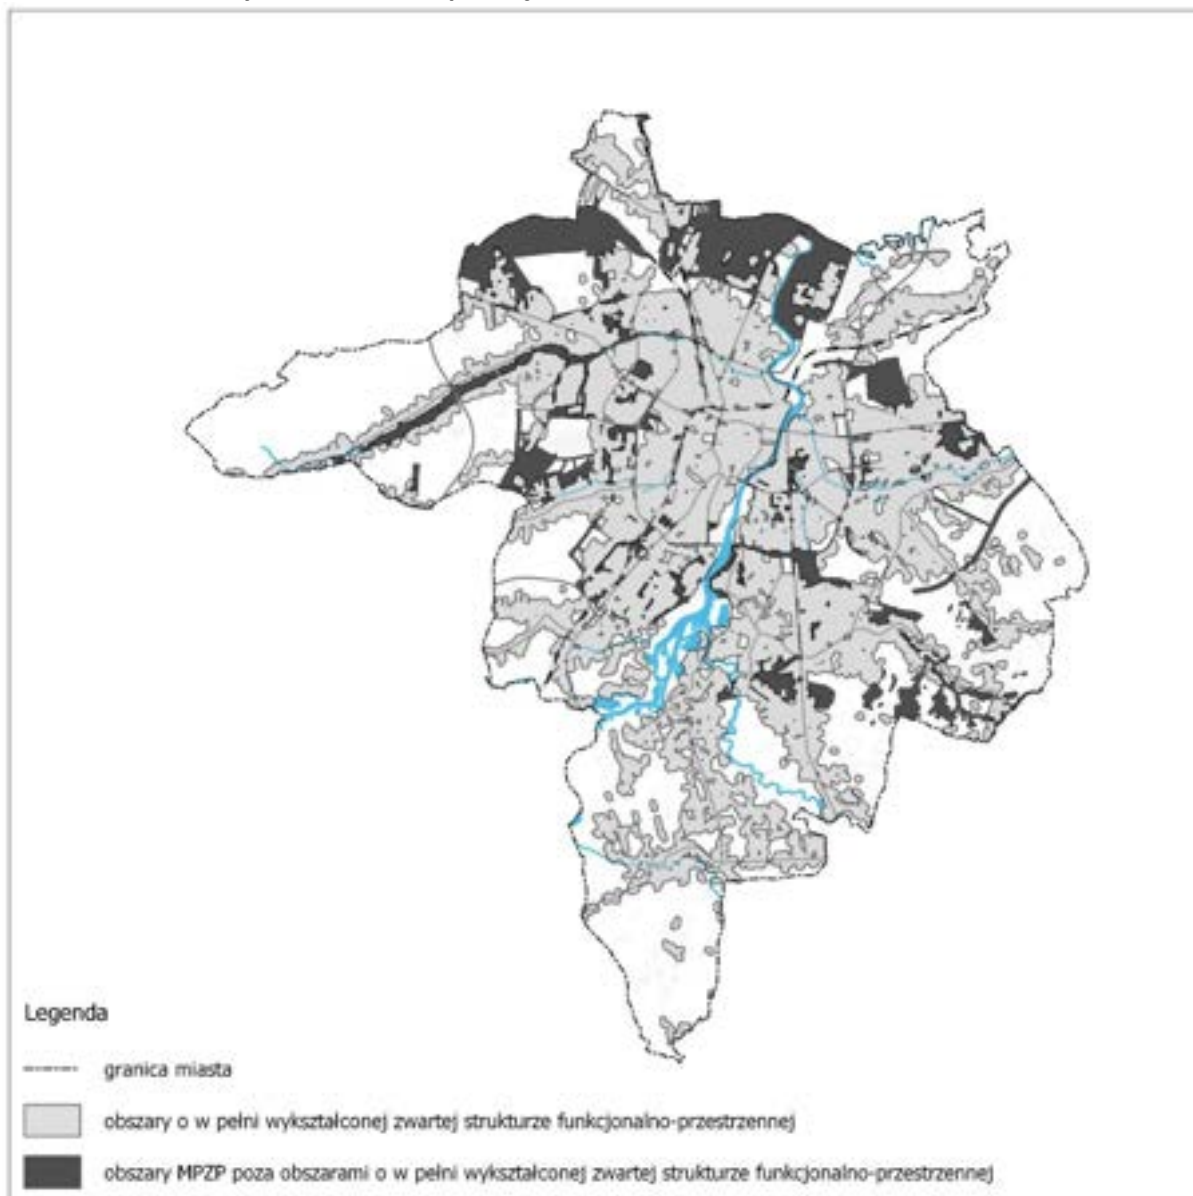 Legenda
granica miasta
obszary o w pełni wykształconej zwartej strukturze funkcjonalno-przestrzennej
obszary MPZP poza obszarami o w pełni wykształconej zwartej strukturze funkcjonalno-przestrzennej